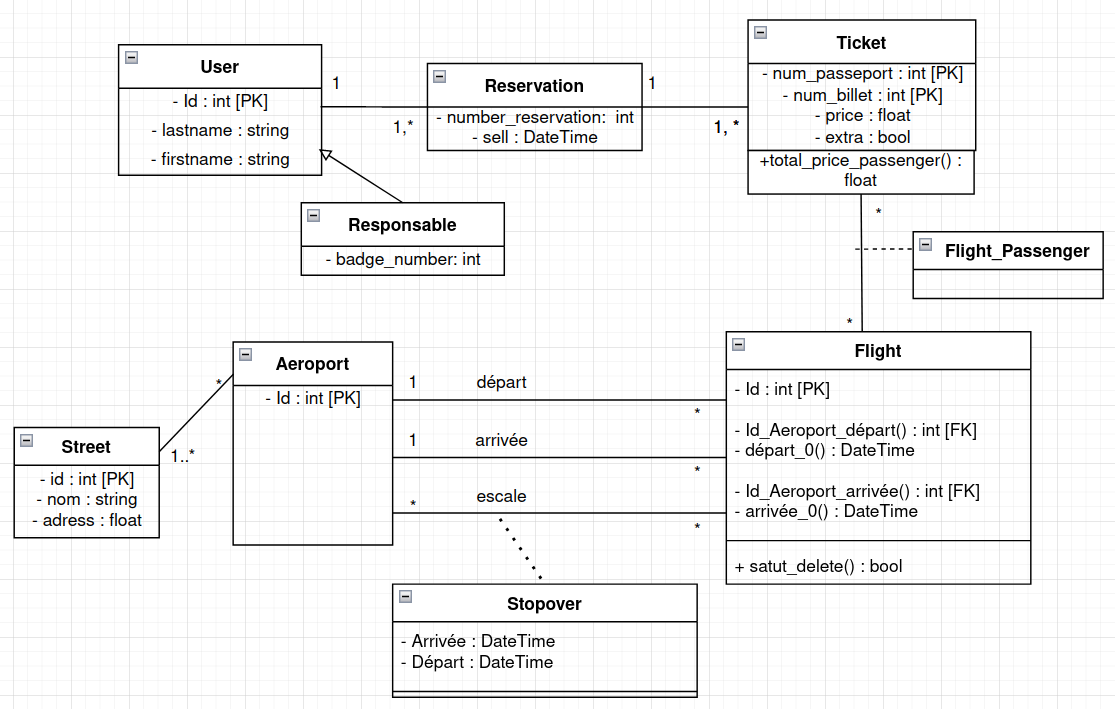 User
- Id : int [PK]
- lastname : string
- firstname : string
1
1,*
Reservation
- number_reservation: int
- sell : DateTime
1
1, *
Ticket
- num_passeport : int [PK]
- num_billet : int [PK]
- price : float
- extra : bool
+total_price_passenger() :
float
*
Responsable
- badge_number: int
Flight_Passenger
*
Aeroport
- Id : int [PK]
*
1..*
Street
- id : int [PK]
- nom : string
- adress : float
1
départ
*
1
arrivée
*
*
escale
*
Flight
- Id : int [PK]
- Id_Aeroport_départ() : int [FK]
- départ_0() : DateTime
- Id_Aeroport_arrivée() : int [FK]
- arrivée_0() : DateTime
+ satut_delete() : bool
Stopover
- Arrivée : DateTime
- Départ : DateTime